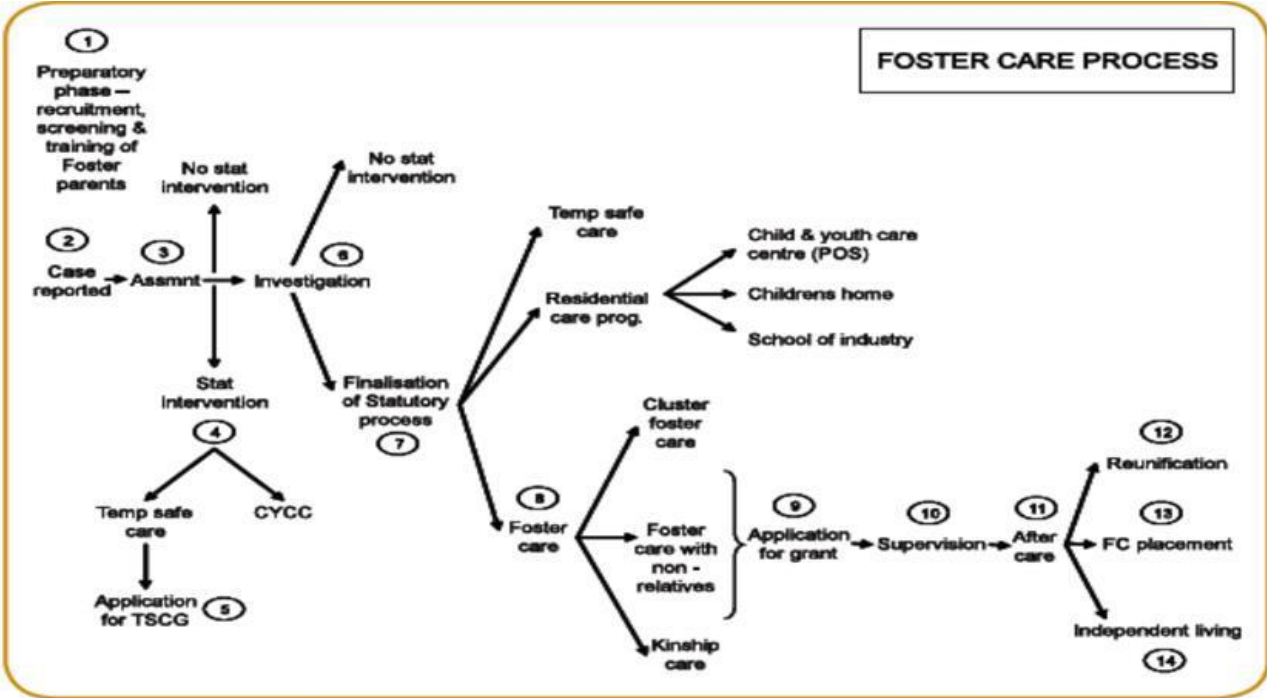 FOSTER CARE PROCESS
1
Preparatory
phase –
recruitment,
screening &
training of
Foster
parents
2
Case
reported
3
Assmnt
No stat
intervention
Stat
intervention
4
Temp safe
care
CYCC
Application
for TSCG
5
6
Investigation
No stat
intervention
Finalisation
of Statutory
process
7
Temp safe
care
Residential
care prog.
Child & youth care
centre (POS)
Childrens home
School of industry
8
Foster
care
Cluster
foster
care
Foster
care with
non -
relatives
Kinship
care
9
Application
for grant
10
Supervision
11
After
care
12
Reunification
13
FC placement
Independent living
14